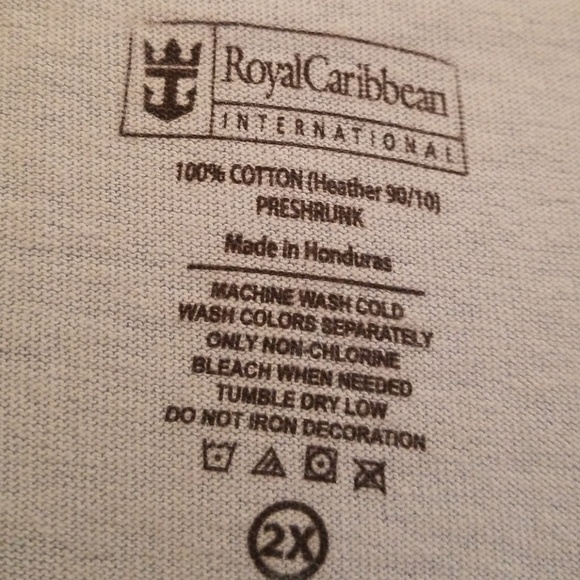 RoyalCaribbean
INTERNATIONAL
100% COTTON (Heather 90/10)
PRESHRUNK
Made in Honduras
MACHINE WASH COLD
WASH COLORS SEPARATELY
ONLY NON-CHLORINE
BLEACH WHEN NEEDED
TUMBLE DRY LOW
DO NOT IRON DECORATION
2X